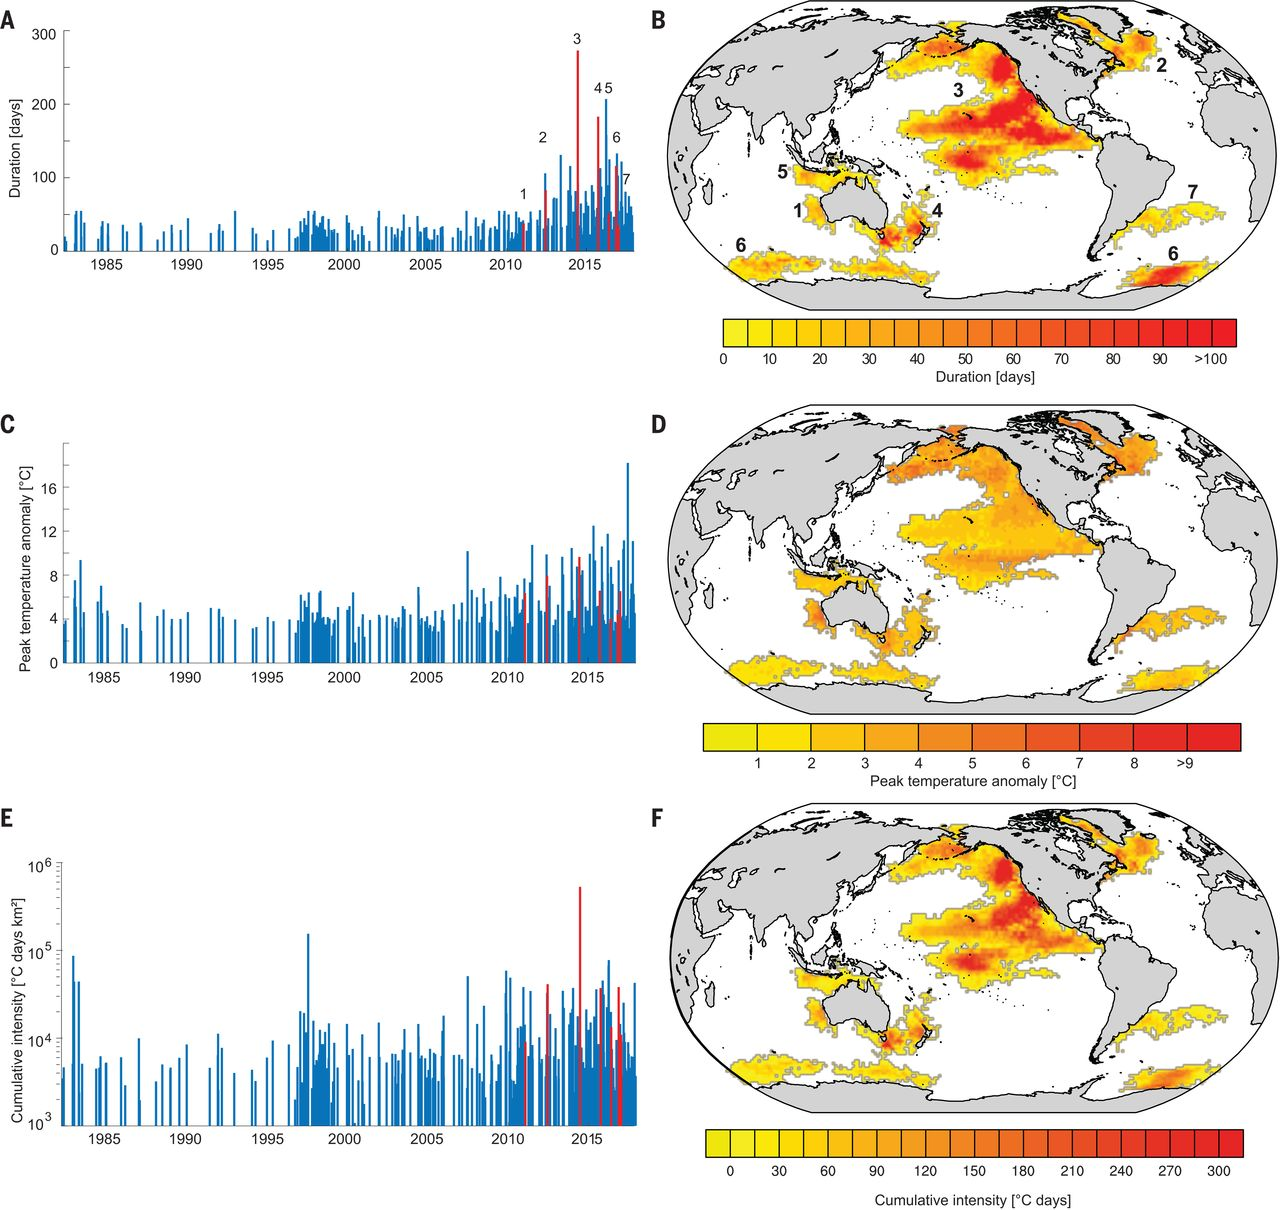 A
300
200
100
0
Duration [days]
1
2
3
4 5
6
7
1985 1990 1995 2000 2005 2010 2015
B
1
2
3
4
5
6
6
7
0 10 20 30 40 50 60 70 80 90 >100
Duration [days]
C
16
12
8
4
0
Peak temperature anomaly [°C]
1985 1990 1995 2000 2005 2010 2015
D
1 2 3 4 5 6 7 8 >9
Peak temperature anomaly [°C]
E
10⁶
10⁵
10⁴
10³
Cumulative intensity [°C days km²]
1985 1990 1995 2000 2005 2010 2015
F
0 30 60 90 120 150 180 210 240 270 300
Cumulative intensity [°C days]